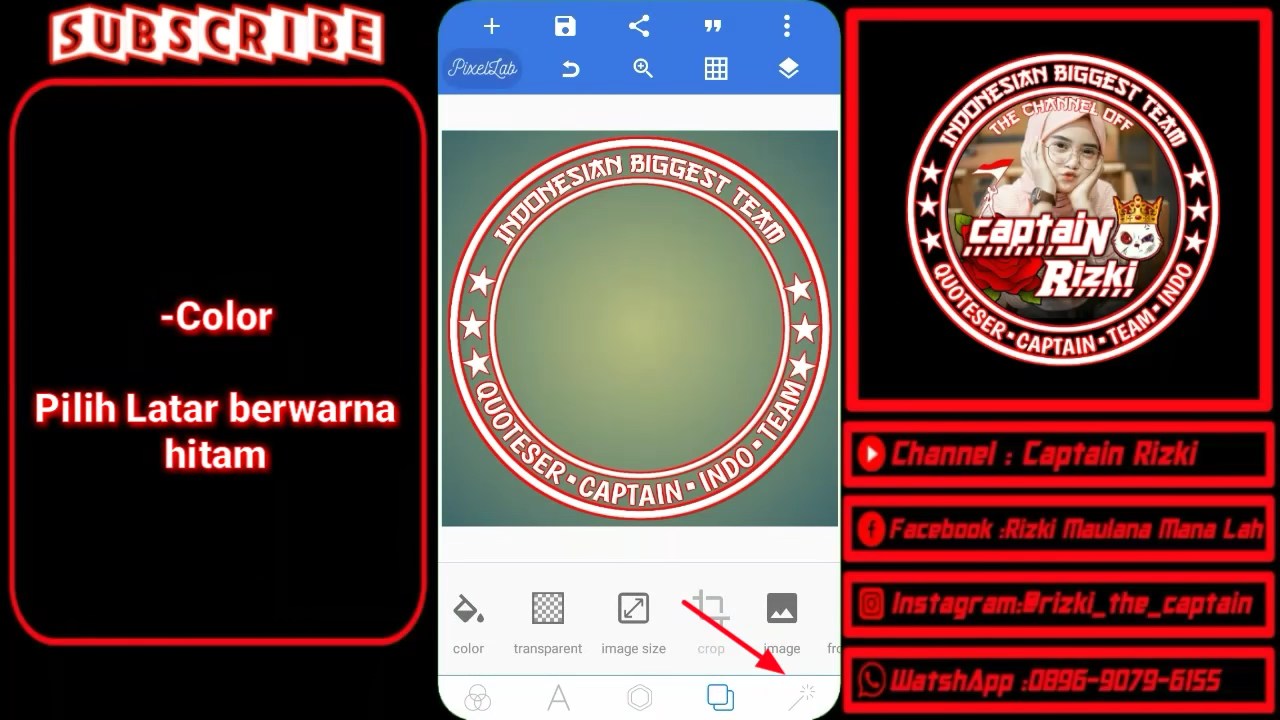 SUBSCRIBE
-Color
Pilih Latar berwarna
hitam
PixelLab
INDONESIAN BIGGEST TEAM
QUOTESER • CAPTAIN • INDO • TEAM
color
transparent
image size
crop
image
fro
INDONESIAN BIGGEST TEAM
THE CHANNEL OFF
captaiN
Rizki
QUOTESER • CAPTAIN • TEAM • INDO
Channel : Captain Rizki
Facebook :Rizki Maulana Mana Lah
Instagram:@rizki_the_captain
WatshApp :0896-9079-6155